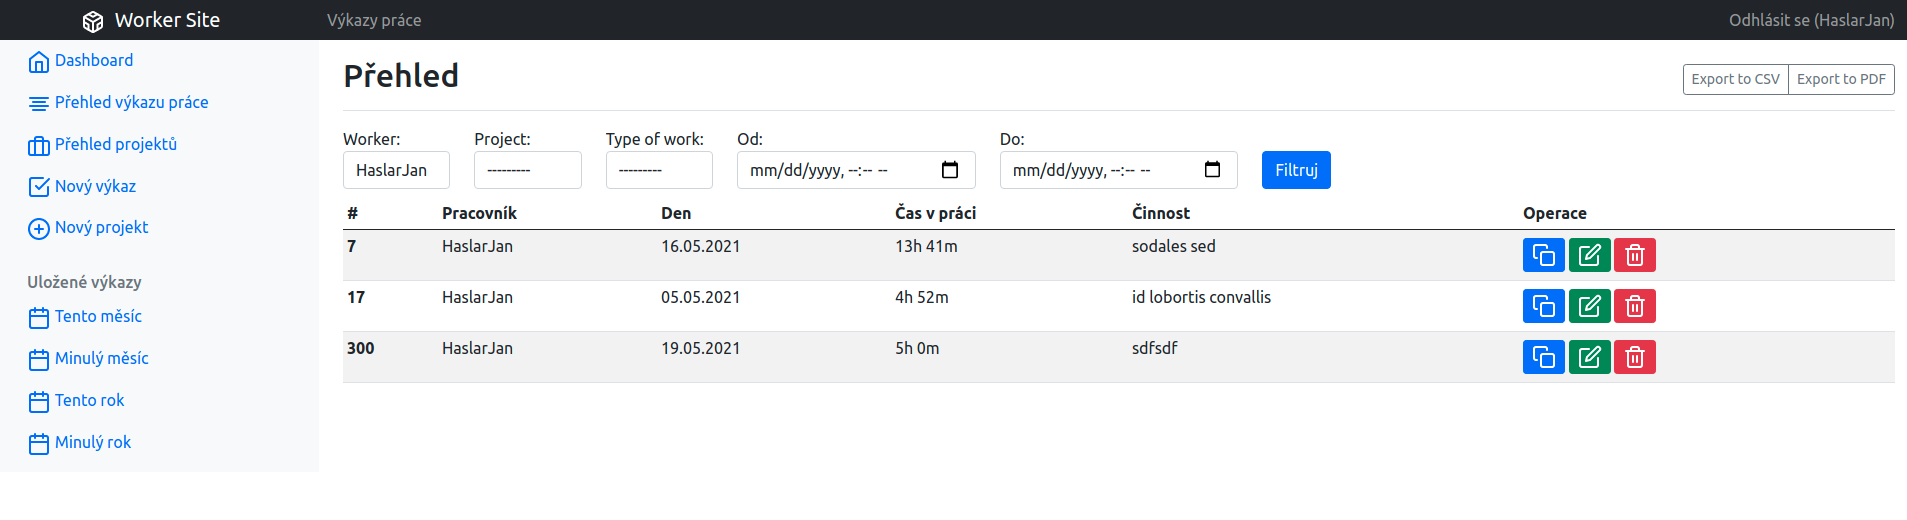 Worker Site
Výkazy práce
Odhlásit se (HaslarJan)
Dashboard
Přehled výkazu práce
Přehled projektů
Nový výkaz
Nový projekt
Uložené výkazy
Tento měsíc
Minulý měsíc
Tento rok
Minulý rok
Přehled
Export to CSV Export to PDF
Worker: Project: Type of work: Od: Do:
HaslarJan --------- --------- mm/dd/yyyy, --:-- -- mm/dd/yyyy, --:-- -- Filtruj
# Pracovník Den Čas v práci Činnost Operace
7 HaslarJan 16.05.2021 13h 41m sodales sed
17 HaslarJan 05.05.2021 4h 52m id lobortis convallis
300 HaslarJan 19.05.2021 5h 0m sdfsdf